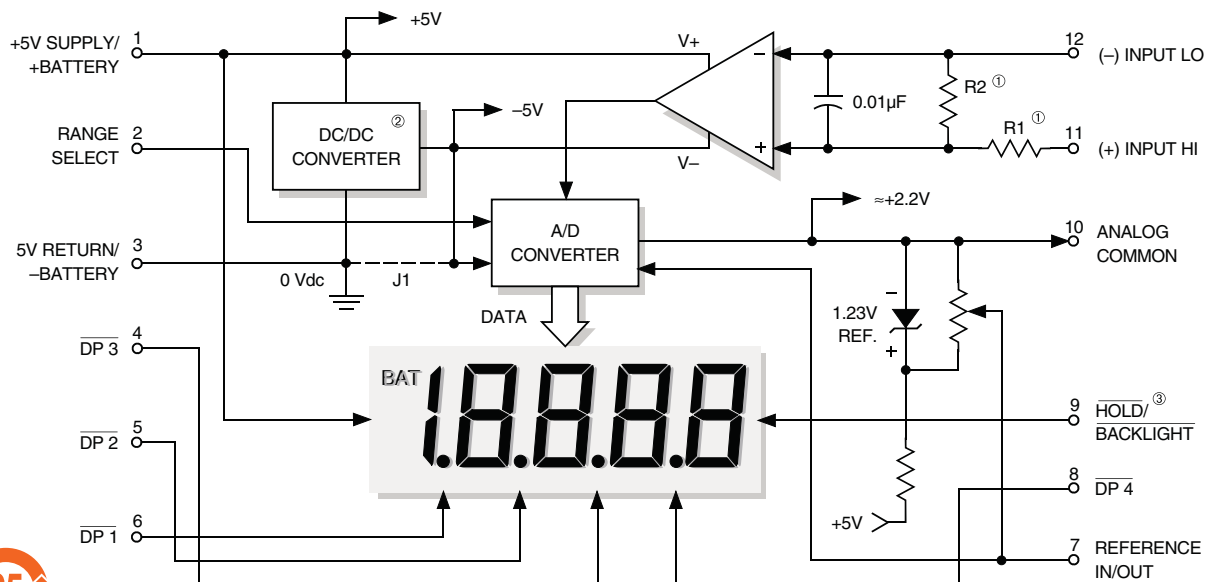 +5V SUPPLY/
+BATTERY
1
RANGE
SELECT
2
5V RETURN/
–BATTERY
3
DP 3
4
DP 2
5
DP 1
6
+5V
–5V
DC/DC ②
CONVERTER
0 Vdc
J1
V+
V–
–
+
0.01µF
R2 ①
R1 ①
12
(–) INPUT LO
11
(+) INPUT HI
≈+2.2V
A/D
CONVERTER
10
ANALOG
COMMON
DATA
1.23V
REF.
–
+
BAT
1.8.8.8.8
9
HOLD/ ③
BACKLIGHT
8
DP 4
+5V
7
REFERENCE
IN/OUT